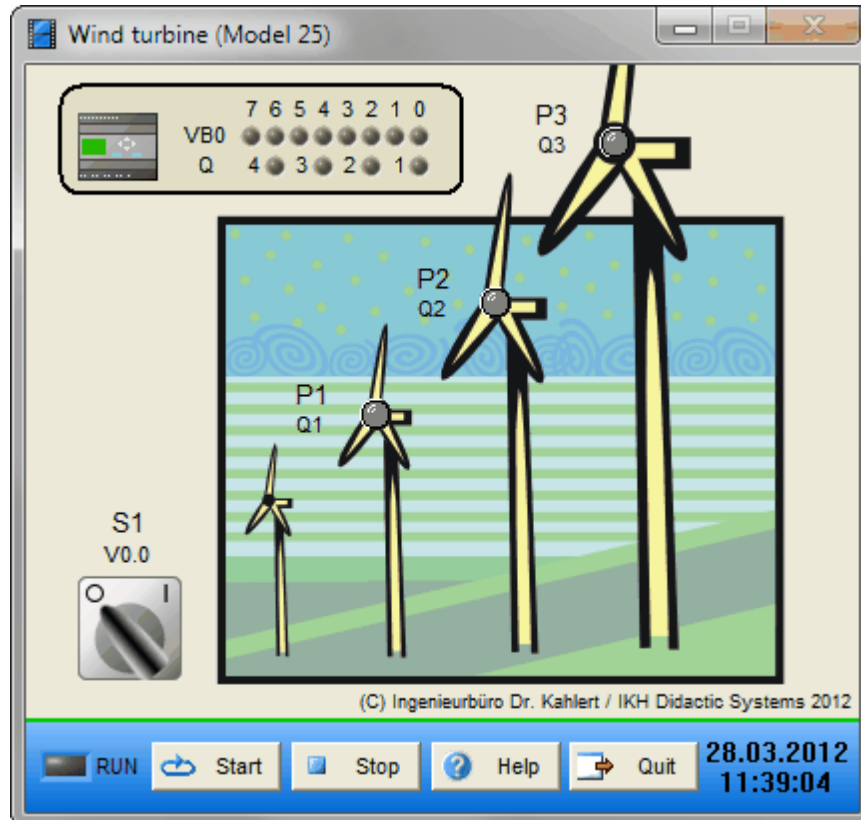 Wind turbine (Model 25)
7 6 5 4 3 2 1 0
VB0
Q 4 3 2 1
P3
Q3
P2
Q2
P1
Q1
S1
V0.0
O I
(C) Ingenieurbüro Dr. Kahlert / IKH Didactic Systems 2012
RUN Start Stop Help Quit
28.03.2012
11:39:04